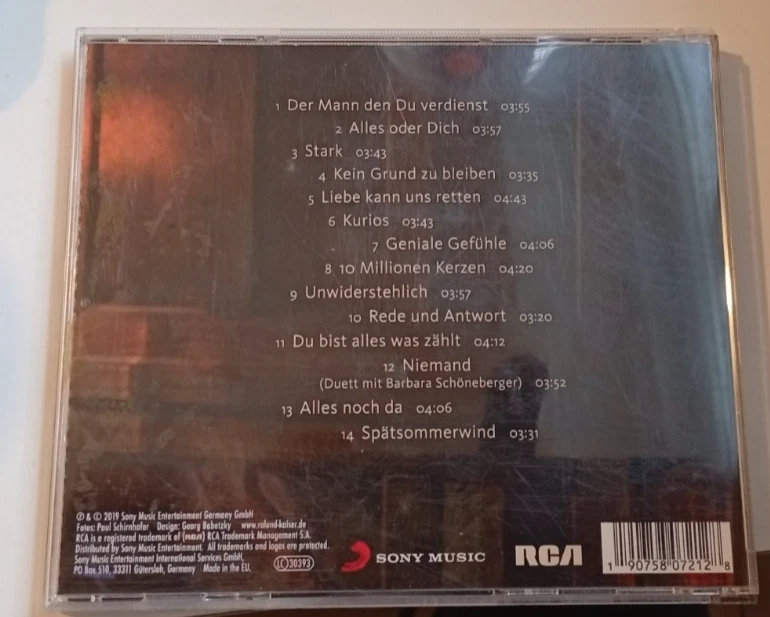 1 Der Mann den Du verdienst 03:55
2 Alles oder Dich 03:57
3 Stark 03:43
4 Kein Grund zu bleiben 03:35
5 Liebe kann uns retten 04:43
6 Kurios 03:43
7 Geniale Gefühle 04:06
8 10 Millionen Kerzen 04:20
9 Unwiderstehlich 03:57
10 Rede und Antwort 03:20
11 Du bist alles was zählt 04:12
12 Niemand
(Duett mit Barbara Schöneberger) 03:52
13 Alles noch da 04:06
14 Spätsommerwind 03:31
℗ & © 2019 Sony Music Entertainment Germany GmbH
Fotos: Paul Schirnhofer Design: Georg Bebetzky www.roland-kaiser.de
RCA is a registered trademark of RCA Trademark Management S.A.
Distributed by Sony Music Entertainment. All trademarks and logos are protected.
Sony Music Entertainment International Services GmbH,
PO Box 510, 33311 Gütersloh, Germany Made in the EU.
LC 30393
SONY MUSIC
RCA
1 90758 07212 8